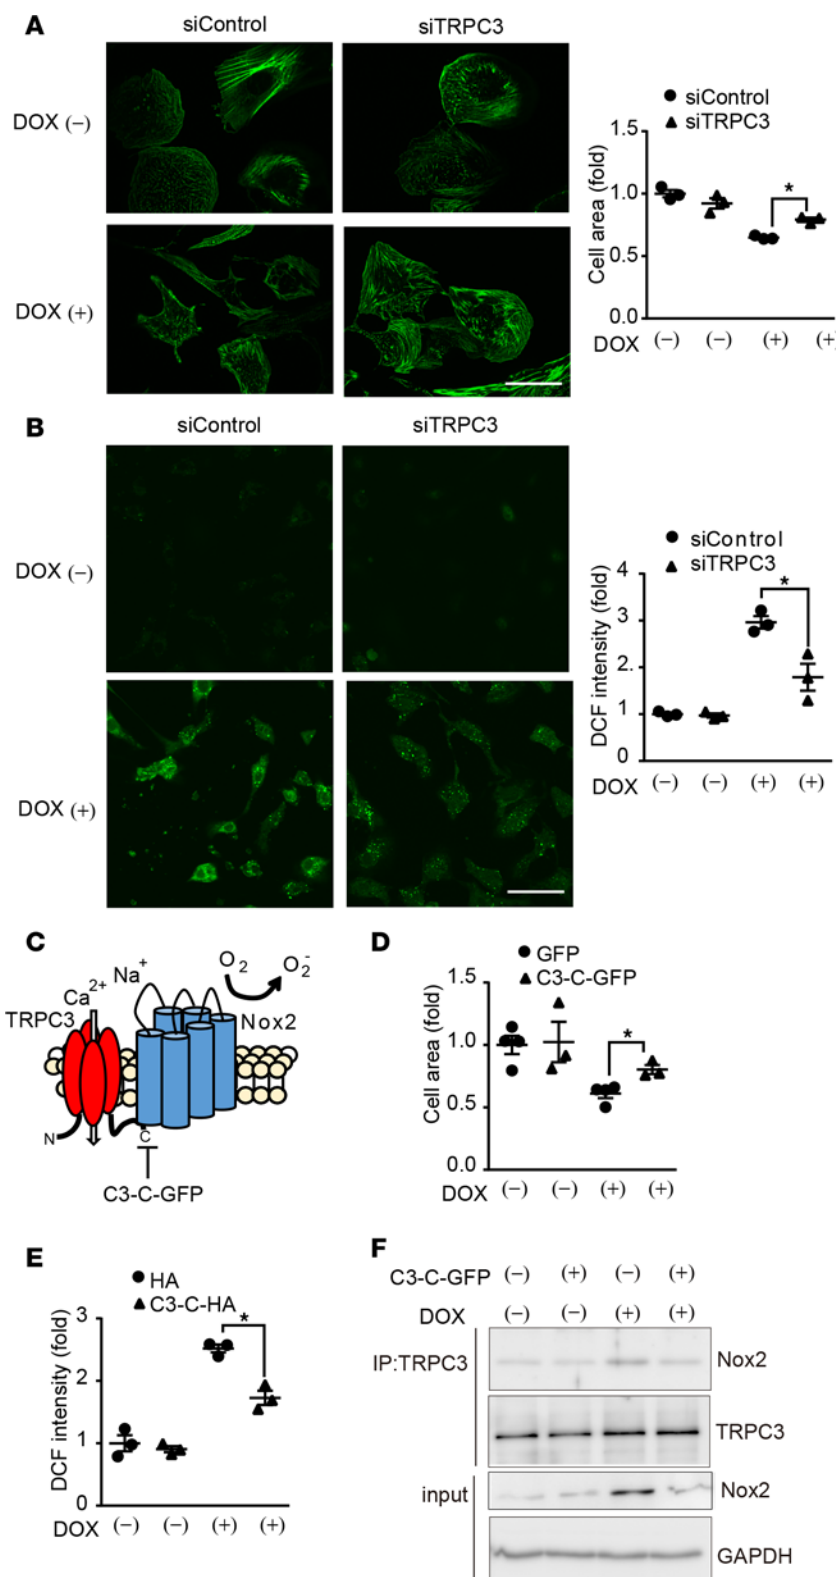 A
siControl
siTRPC3
DOX (−)
DOX (+)
siControl
siTRPC3
Cell area (fold)
1.5
1.0
0.5
0.0
DOX (−) (−) (+) (+)
*
B
siControl
siTRPC3
DOX (−)
DOX (+)
siControl
siTRPC3
DCF intensity (fold)
4
3
2
1
0
DOX (−) (−) (+) (+)
*
C
TRPC3
Ca2+
Na+
O2
O2-
Nox2
N
C
C3-C-GFP
D
GFP
C3-C-GFP
Cell area (fold)
1.5
1.0
0.5
0.0
DOX (−) (−) (+) (+)
*
E
HA
C3-C-HA
DCF intensity (fold)
3
2
1
0
DOX (−) (−) (+) (+)
*
F
C3-C-GFP (−) (+) (−) (+)
DOX (−) (−) (+) (+)
IP:TRPC3
Nox2
TRPC3
input
Nox2
GAPDH